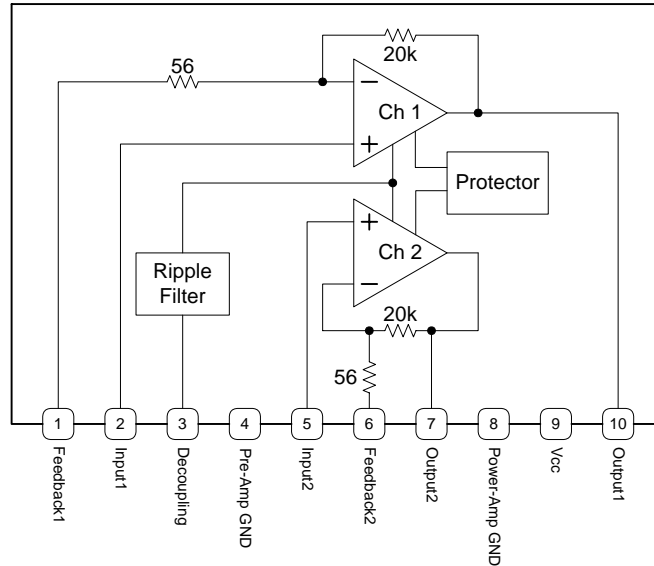 20k
56
Ch 1
Protector
Ch 2
Ripple
Filter
20k
56
1
2
3
4
5
6
7
8
9
10
Feedback1
Input1
Decoupling
Pre-Amp GND
Input2
Feedback2
Output2
Power-Amp GND
Vcc
Output1